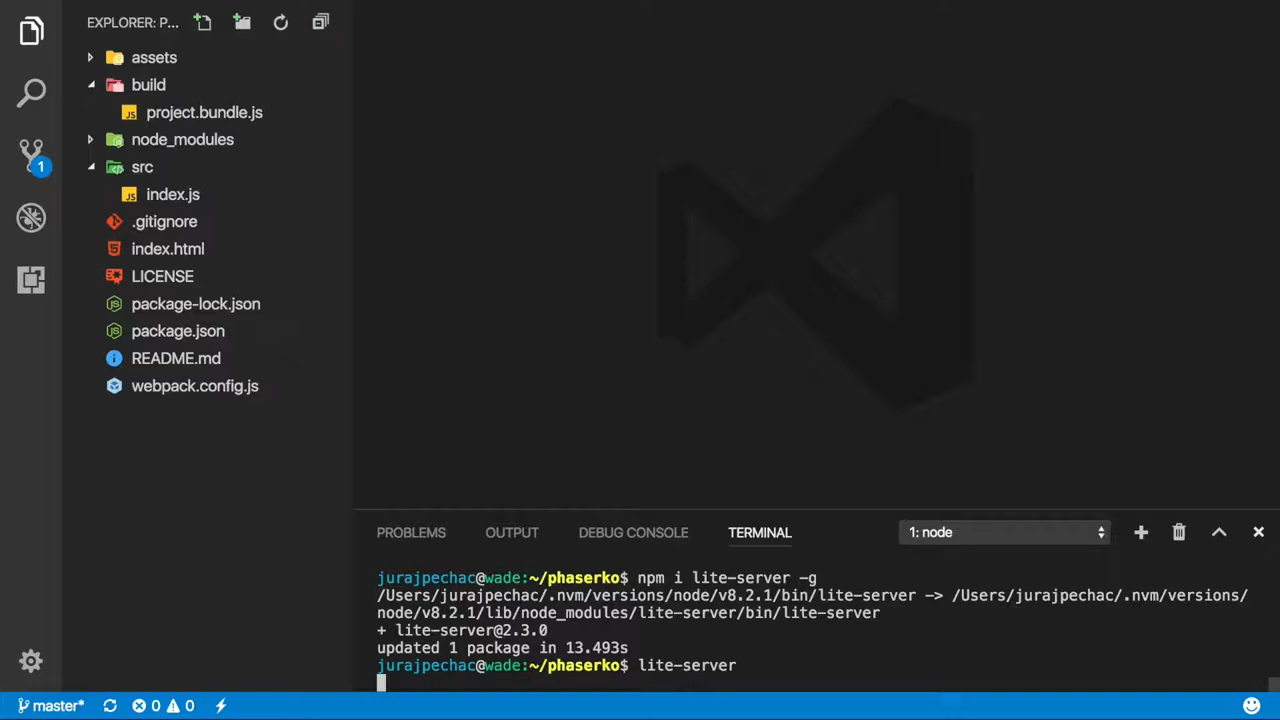 EXPLORER: P...
assets
build
project.bundle.js
node_modules
src
index.js
.gitignore
index.html
LICENSE
package-lock.json
package.json
README.md
webpack.config.js
1
PROBLEMS OUTPUT DEBUG CONSOLE TERMINAL 1: node
jurajpechac@wade:~/phaserko$ npm i lite-server -g
/Users/jurajpechac/.nvm/versions/node/v8.2.1/bin/lite-server -> /Users/jurajpechac/.nvm/versions/
node/v8.2.1/lib/node_modules/lite-server/bin/lite-server
+ lite-server@2.3.0
updated 1 package in 13.493s
jurajpechac@wade:~/phaserko$ lite-server
master* 0 0